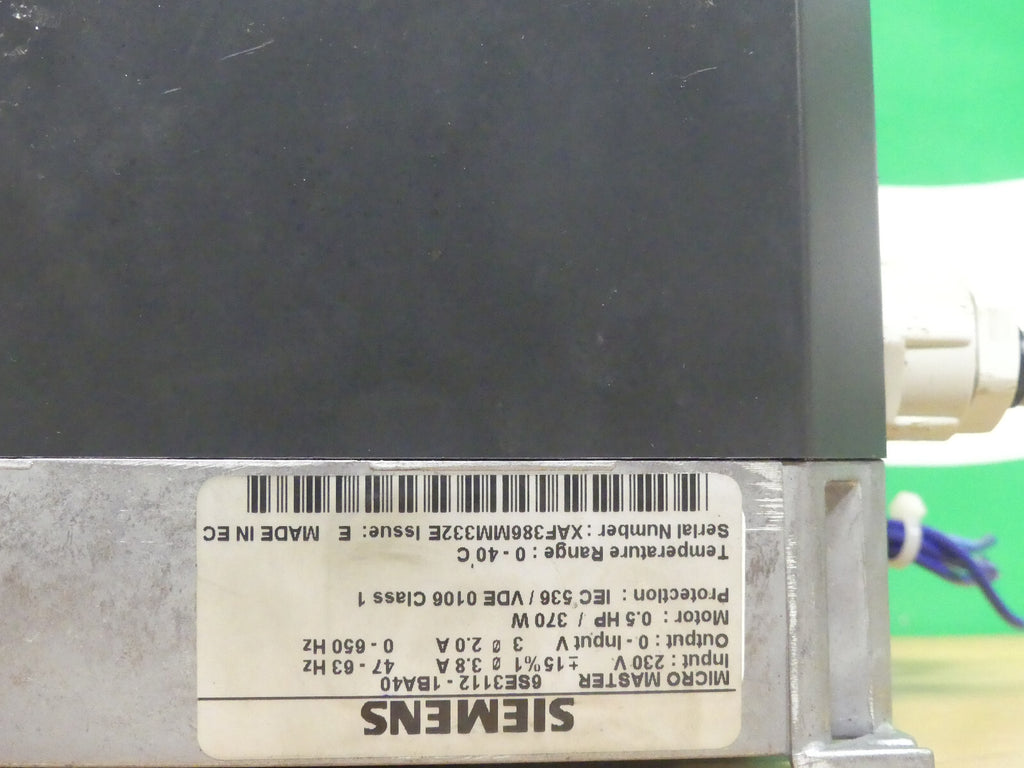 SIEMENS
MICRO MASTER 6SE3112-1BA40
Input : 230 V ±15% 1 ø 3.8 A 47 - 63 Hz
Output : 0 - Input V 3 ø 2.0 A 0 - 650 Hz
Motor : 0.5 HP / 370 W
Protection : IEC 536 / VDE 0106 Class 1
Temperature Range : 0 - 40°C
Serial Number : XAF386MM332E Issue: E MADE IN EC